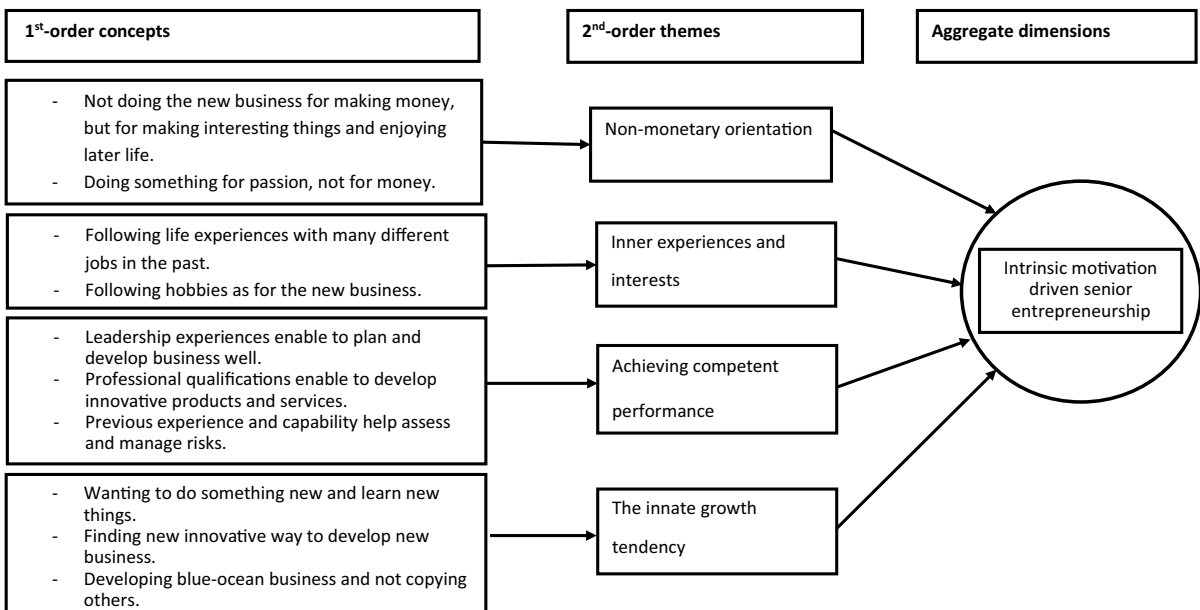 1st-order concepts
2nd-order themes
Aggregate dimensions
- Not doing the new business for making money,
but for making interesting things and enjoying
later life.
- Doing something for passion, not for money.
Non-monetary orientation
- Following life experiences with many different
jobs in the past.
- Following hobbies as for the new business.
Inner experiences and
interests
- Leadership experiences enable to plan and
develop business well.
- Professional qualifications enable to develop
innovative products and services.
- Previous experience and capability help assess
and manage risks.
Achieving competent
performance
- Wanting to do something new and learn new
things.
- Finding new innovative way to develop new
business.
- Developing blue-ocean business and not copying
others.
The innate growth
tendency
Intrinsic motivation
driven senior
entrepreneurship